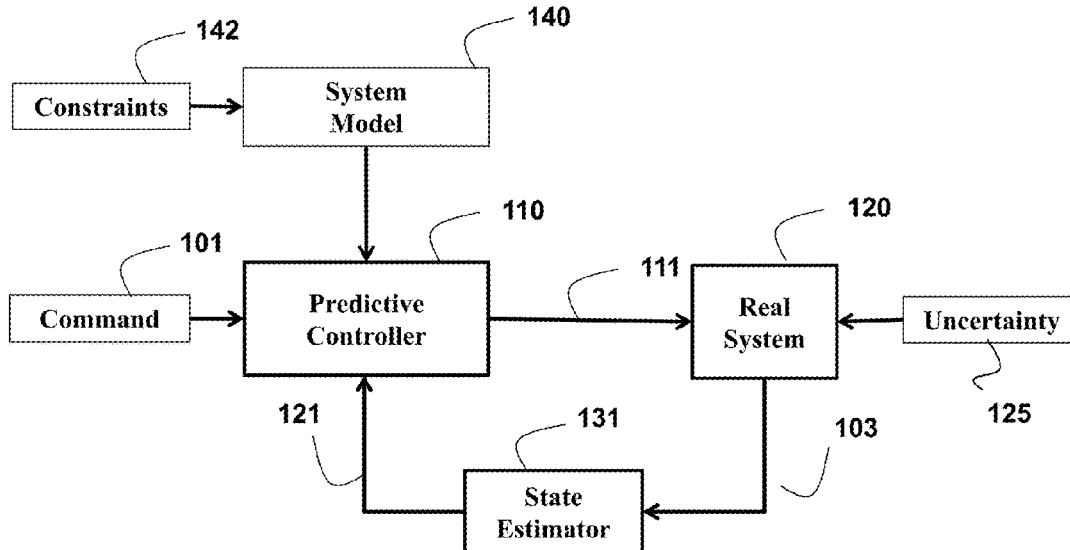 142
140
Constraints
System
Model
101
110
120
111
Command
Predictive
Controller
Real
System
Uncertainty
121
131
103
125
State
Estimator